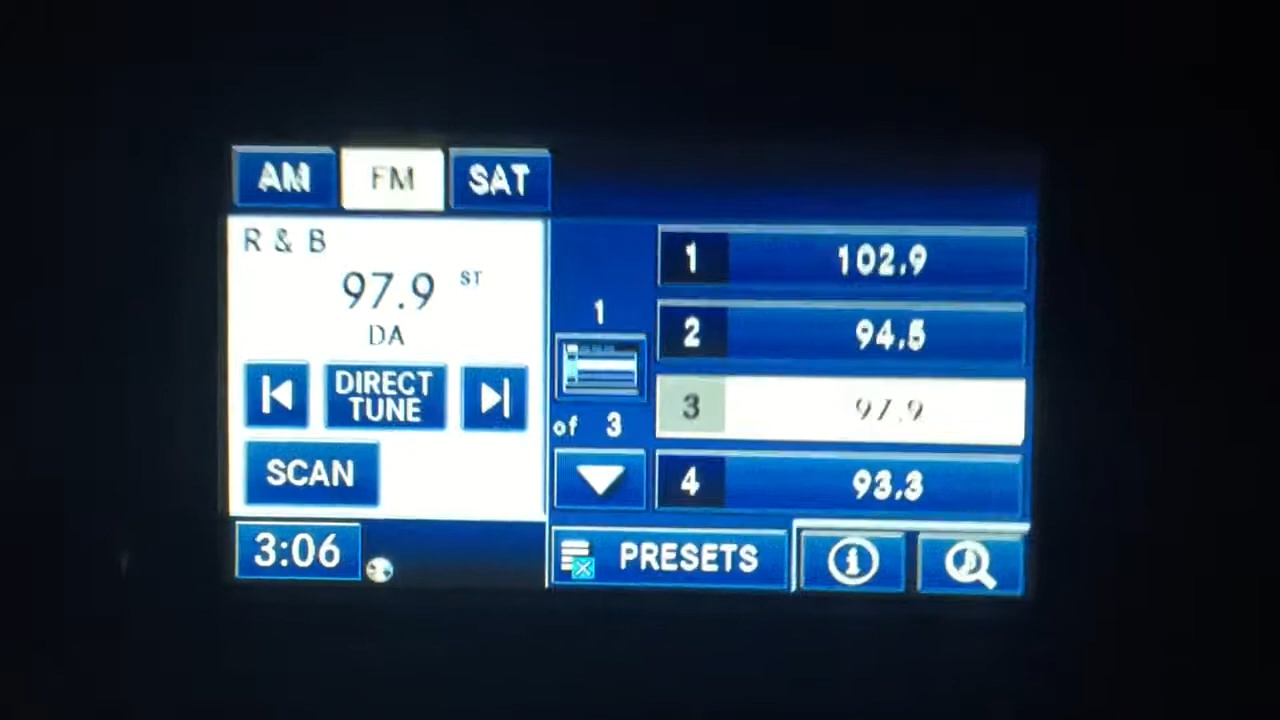 AM FM SAT
R & B
97.9 ST
DA
DIRECT
TUNE
SCAN
3:06
1
of 3
1 102.9
2 94.5
3 97.9
4 93.3
PRESETS